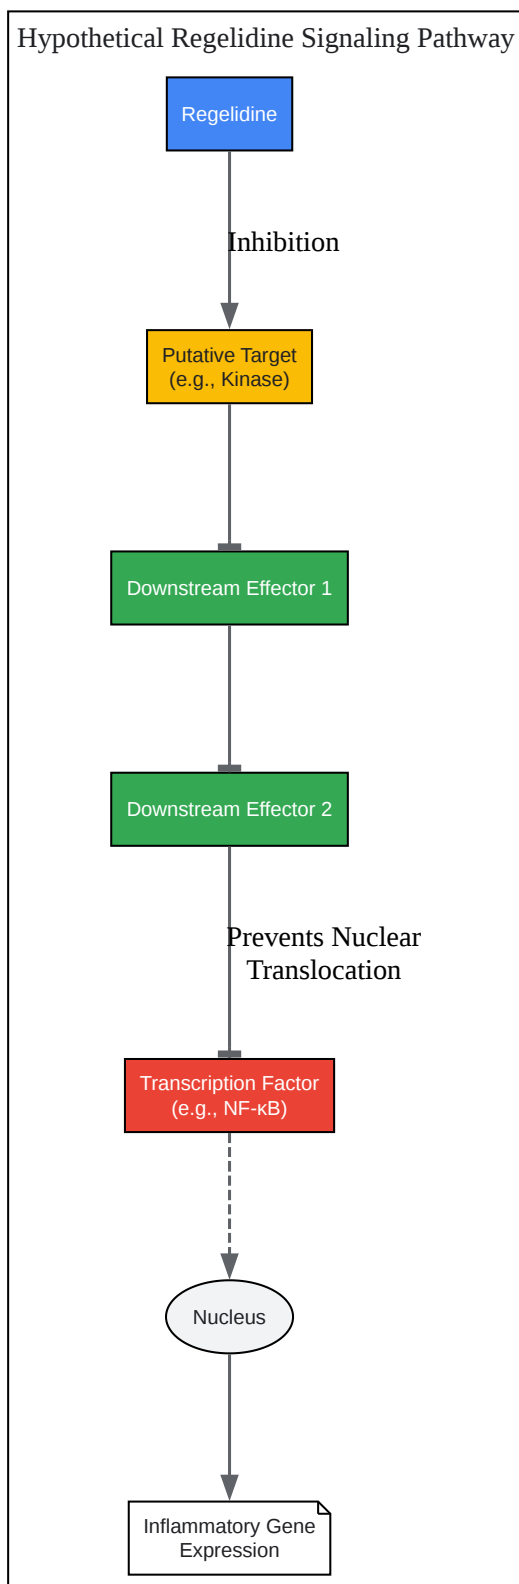 Hypothetical Regelidine Signaling Pathway
Regelidine
Inhibition
Putative Target
(e.g., Kinase)
Downstream Effector 1
Downstream Effector 2
Prevents Nuclear
Translocation
Transcription Factor
(e.g., NF-κB)
Nucleus
Inflammatory Gene
Expression